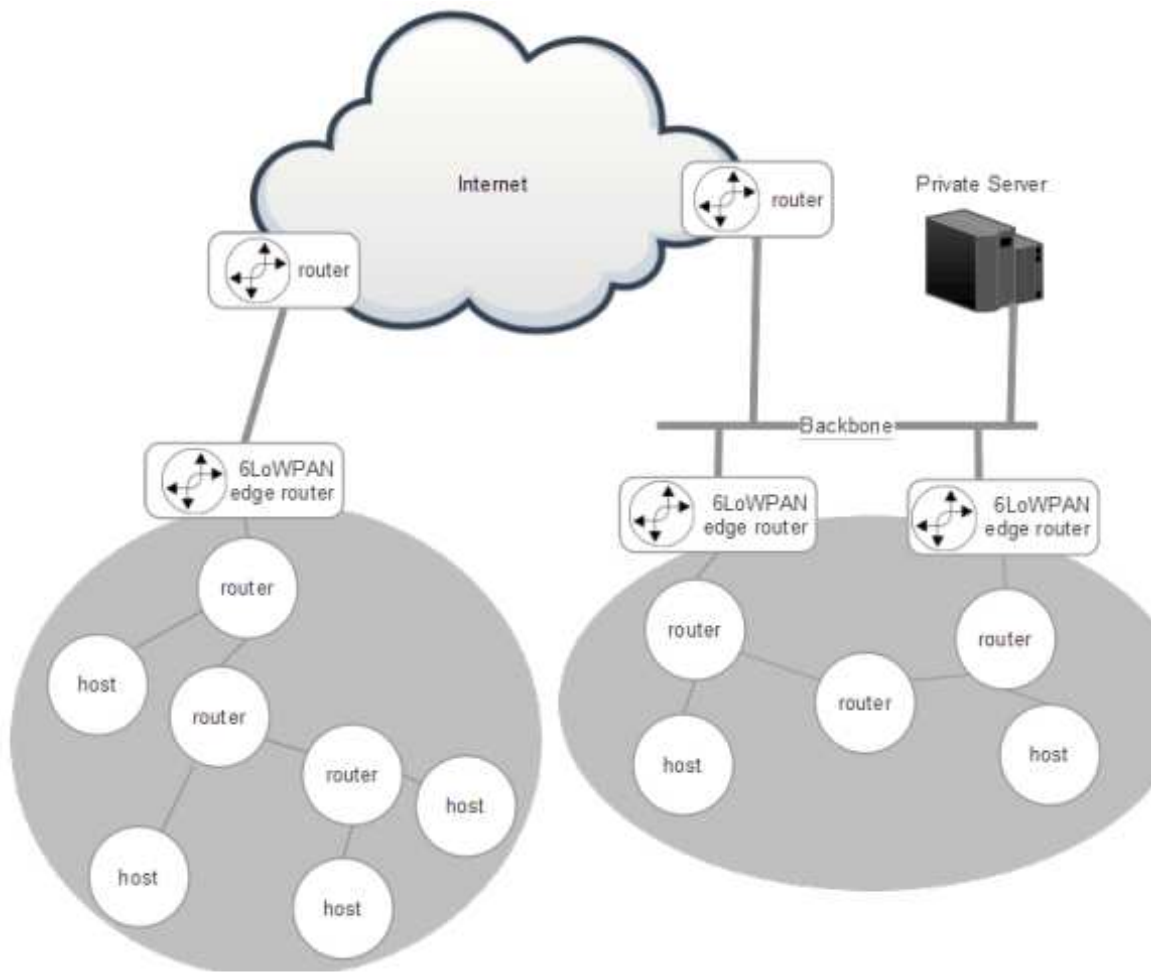 Internet
router
Private Server
router
Backbone
6LoWPAN
edge router
6LoWPAN
edge router
6LoWPAN
edge router
router
host
router
router
host
host
host
router
router
router
host
host